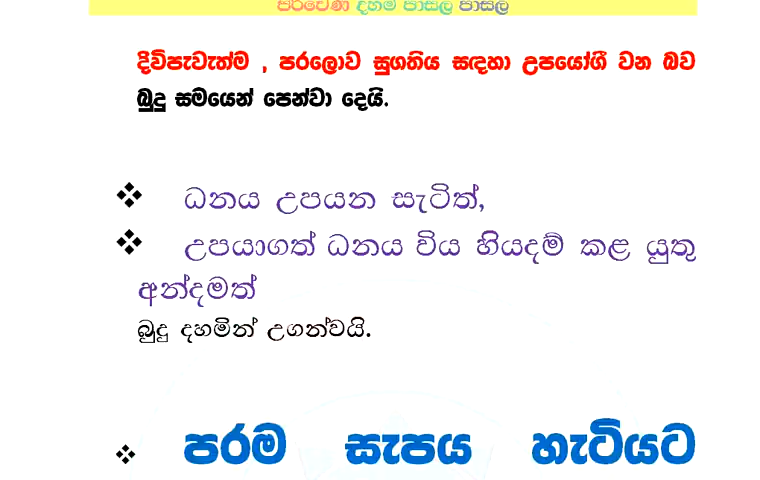 පිරිවෙණ දහම් පාසල් පාසල්
දිවිපැවැත්ම , පරලොව සුගතිය සඳහා උපයෝගී වන බව
බුදු සමයෙන් පෙන්වා දෙයි.
❖ ධනය උපයන සැටිත්,
❖ උපයාගත් ධනය විය හියදම් කළ යුතු
අන්දමත්
බුදු දහමින් උගන්වයි.
❖ පරම සැපය හැටියට